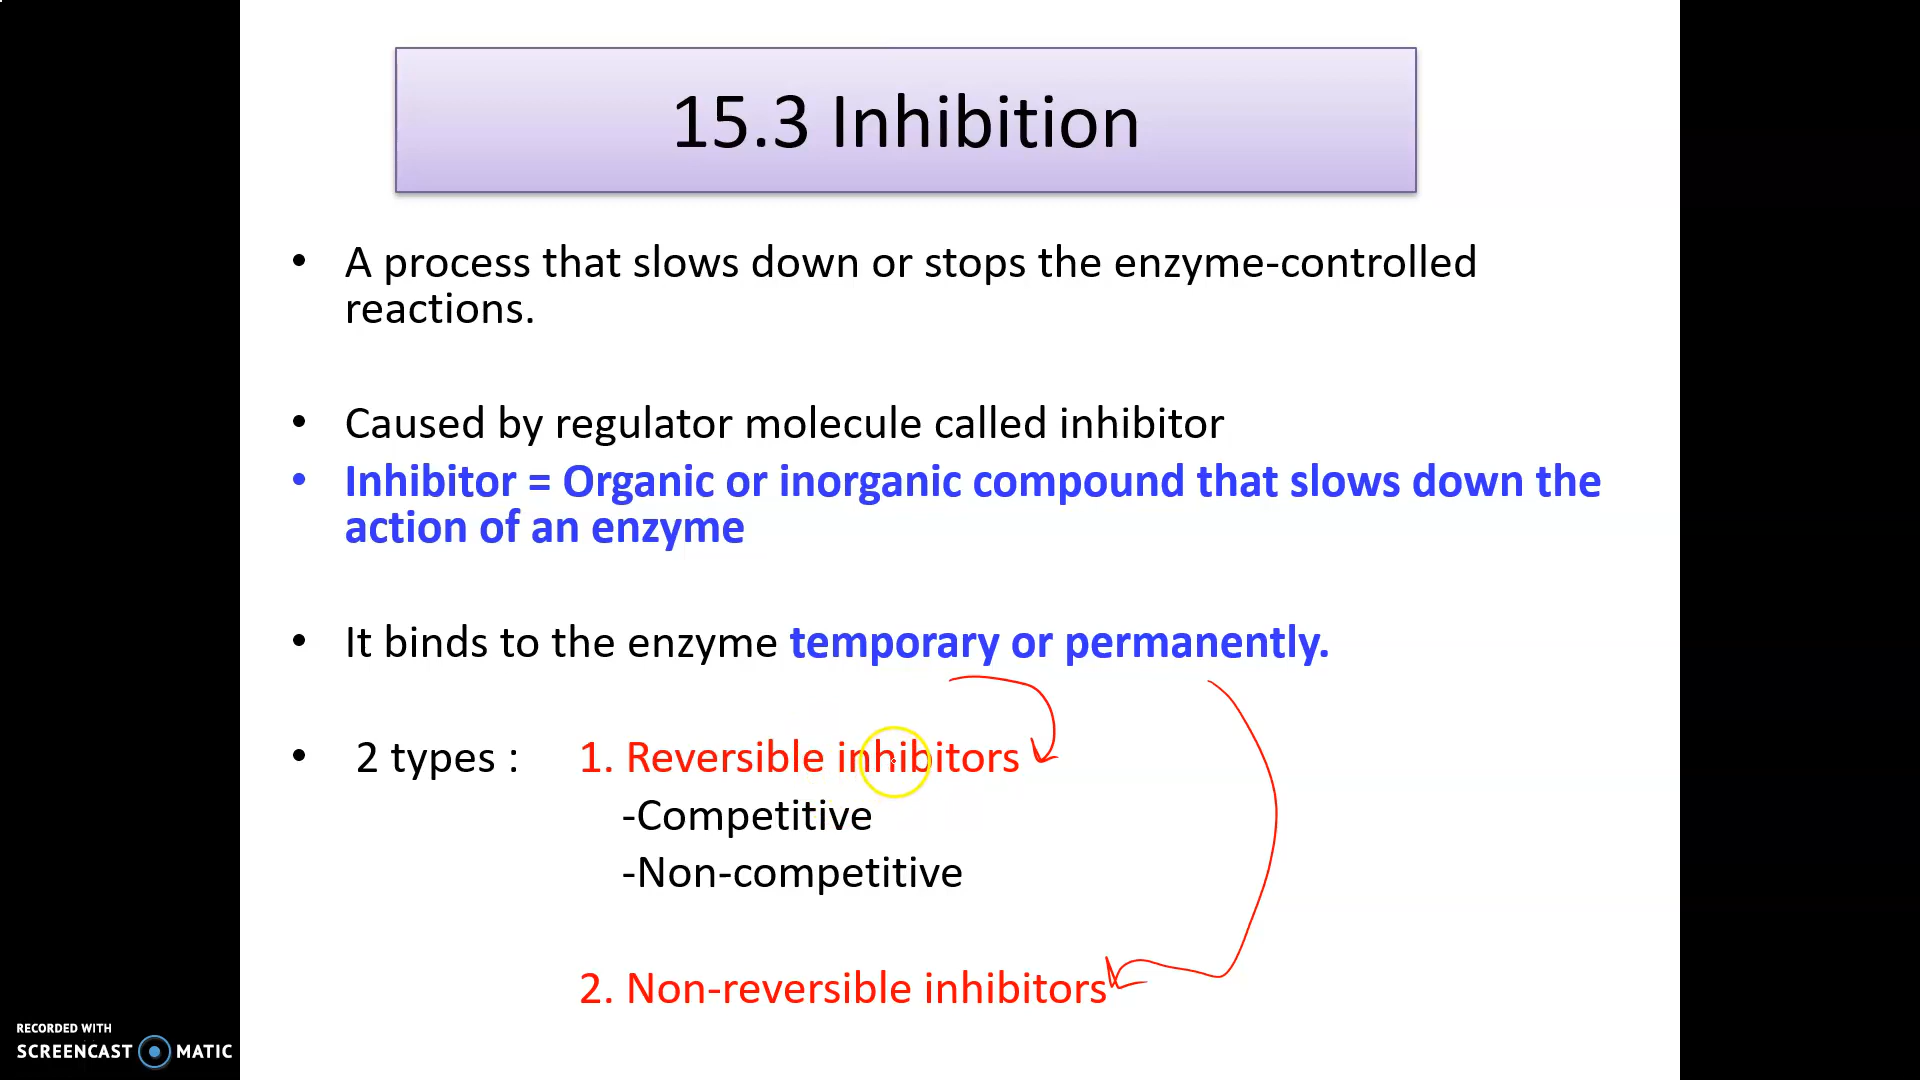 15.3 Inhibition
• A process that slows down or stops the enzyme-controlled
reactions.
• Caused by regulator molecule called inhibitor
• Inhibitor = Organic or inorganic compound that slows down the
action of an enzyme
• It binds to the enzyme temporary or permanently.
• 2 types : 1. Reversible inhibitors
-Competitive
-Non-competitive
2. Non-reversible inhibitors
RECORDED WITH
SCREENCAST MATIC